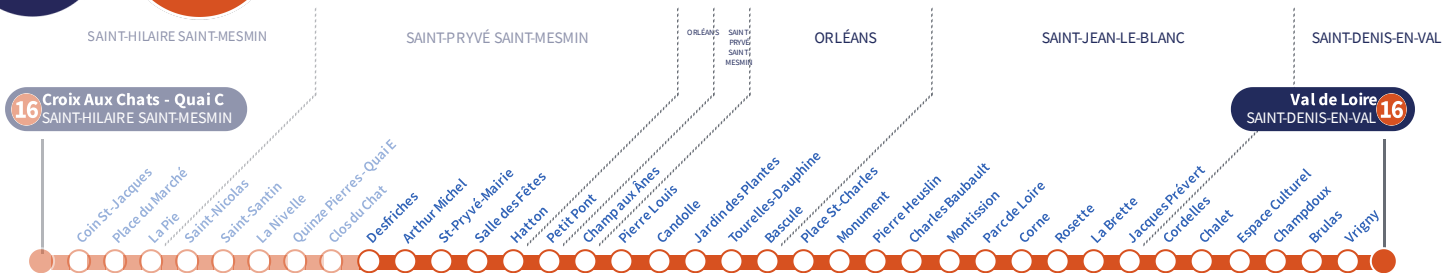 SAINT-HILAIRE SAINT-MESMIN
SAINT-PRYVÉ SAINT-MESMIN
ORLÉANS
SAINT-
PRYVÉ
SAINT-
MESMIN
ORLÉANS
SAINT-JEAN-LE-BLANC
SAINT-DENIS-EN-VAL
16
Croix Aux Chats - Quai C
SAINT-HILAIRE SAINT-MESMIN
Val de Loire
SAINT-DENIS-EN-VAL
16
Coin St-Jacques
Place du Marché
La Pie
Saint-Nicolas
Saint-Santin
La Nivelle
Quinze Pierres - Quai E
Clos du Chat
Desfriches
Arthur Michel
St-Pryvé-Mairie
Salle des Fêtes
Hatton
Petit Pont
Champ aux Ânes
Pierre Louis
Candolle
Jardin des Plantes
Tourelles-Dauphine
Bascule
Place St-Charles
Monument
Pierre Heuslin
Charles Baubault
Montission
Parc de Loire
Corne
Rosette
La Brette
Jacques Prévert
Cordelles
Chalet
Espace Culturel
Champdoux
Brulas
Vrigny